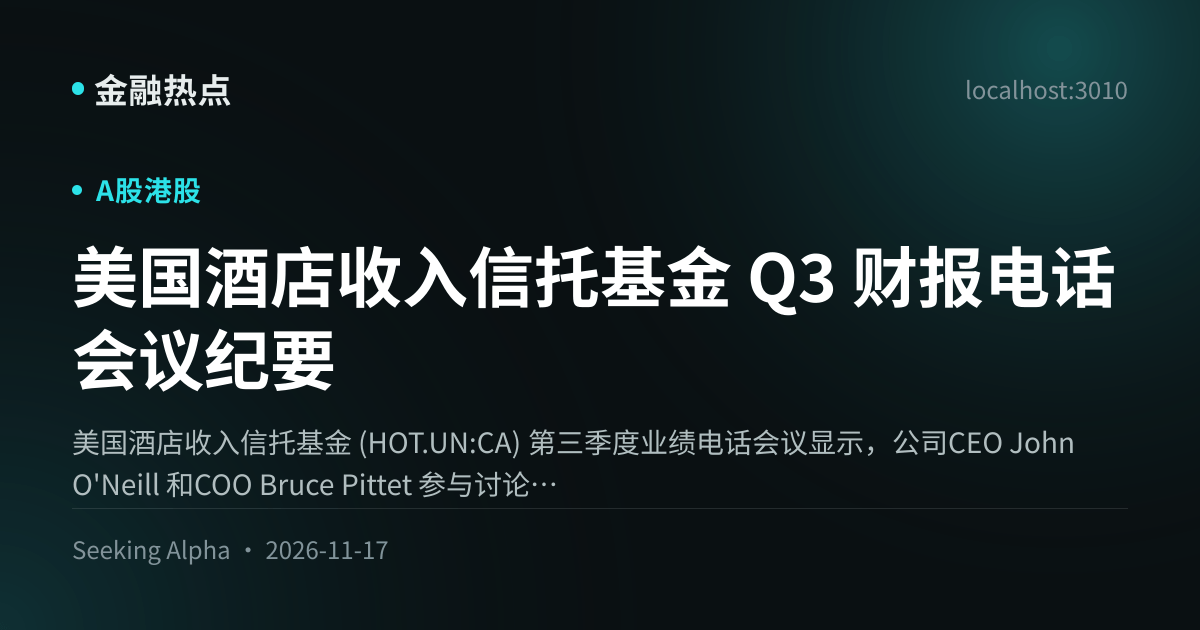 金融热点
localhost:3010
A股港股
美国酒店收入信托基金 Q3 财报电话
会议纪要
美国酒店收入信托基金 (HOT.UN:CA) 第三季度业绩电话会议显示，公司CEO John
O'Neill 和COO Bruce Pittet 参与讨论…
Seeking Alpha · 2026-11-17